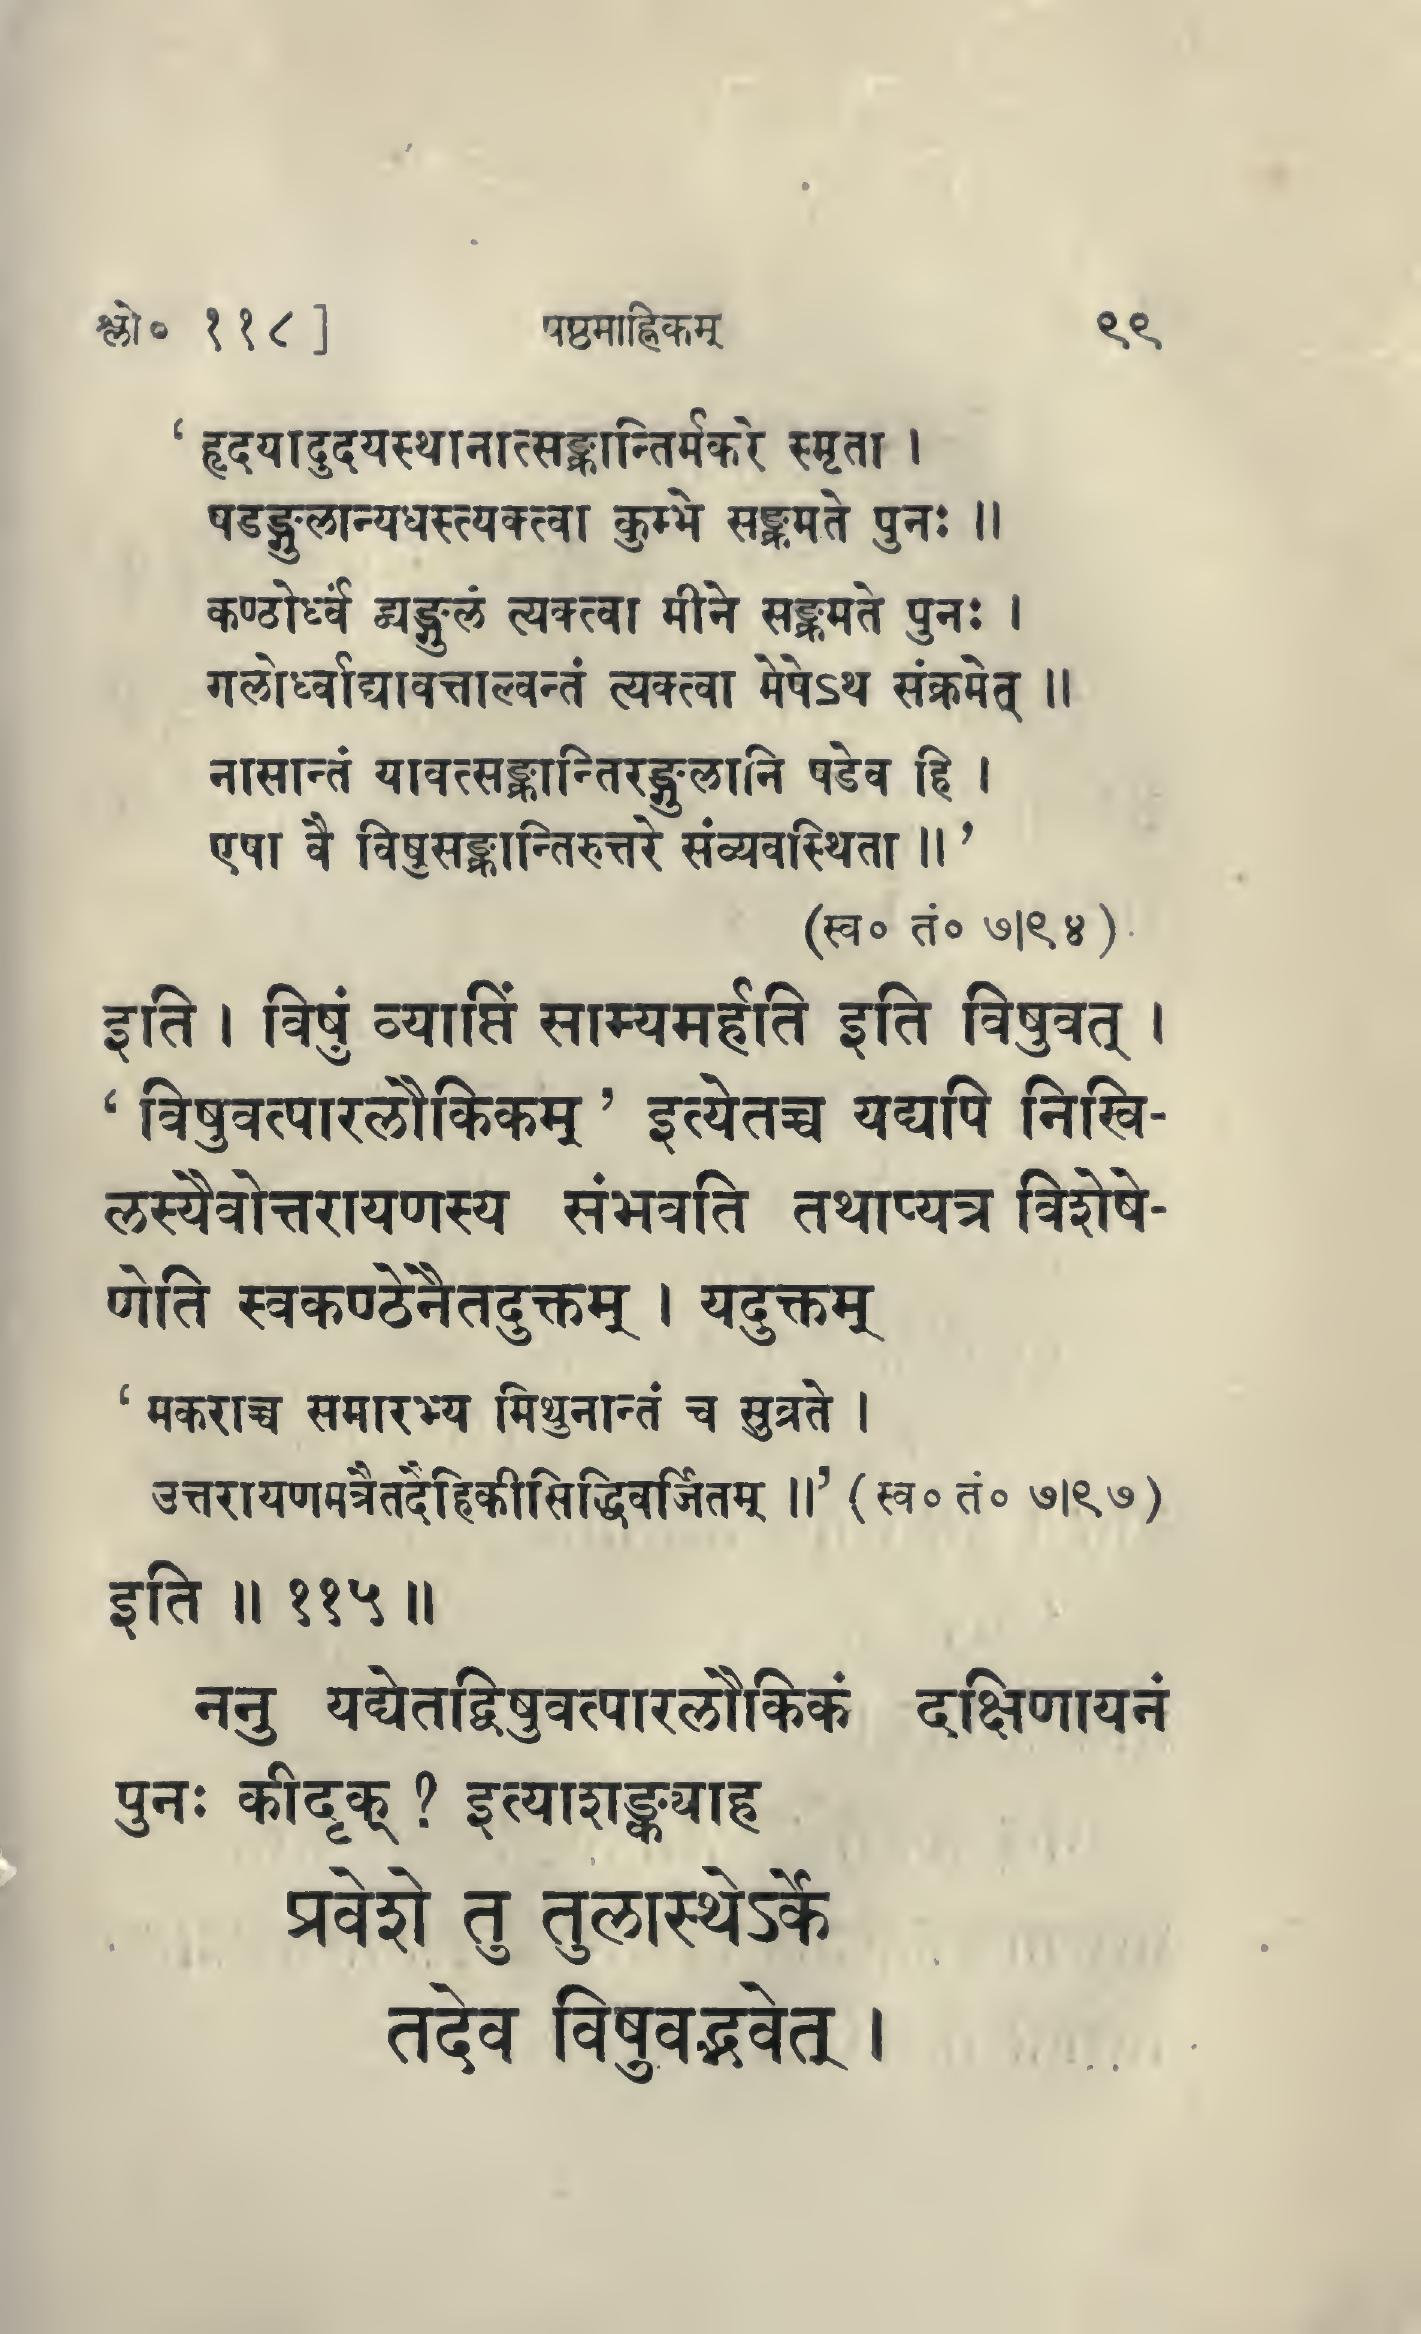 श्लो० ११८] षष्ठमाह्निकम् ९९
‘ हृदयादुदयस्थानात्सङ्क्रान्तिर्मकरे स्मृता ।
षडङ्गुलान्यधस्त्यक्त्वा कुम्भे सङ्क्रमते पुनः ॥
कण्ठोर्ध्वं द्व्यङ्गुलं त्यक्त्वा मीने सङ्क्रमते पुनः ।
गलोर्ध्वाद्यावत्ताल्वन्तं त्यक्त्वा मेषेऽथ संक्रमेत् ॥
नासान्तं यावत्सङ्क्रान्तिरङ्गुलानि षडेव हि ।
एषा वै विषुसङ्क्रान्तिरुत्तरे संव्यवस्थिता ॥ ’
(स्व० तं० ७।९४)
इति । विषुं व्याप्तिं साम्यमर्हति इति विषुवत् ।
‘ विषुवत्पारलौकिकम् ’ इत्येतच्च यद्यपि निखि-
लस्यैवोत्तरायणस्य संभवति तथाप्यत्र विशेषे-
णेति स्वकण्ठेनैतदुक्तम् । यदुक्तम्
‘ मकराच्च समारभ्य मिथुनान्तं च सुव्रते ।
उत्तरायणमत्रैतदैहिकीसिद्धिवर्जितम् ॥’ ( स्व० तं० ७।९७ )
इति ॥ ११५ ॥
ननु यद्येतद्विषुवत्पारलौकिकं दक्षिणायनं
पुनः कीदृक् ? इत्याशङ्क्याह
प्रवेशे तु तुलास्थेऽर्के
तदेव विषुवद्भवेत् ।